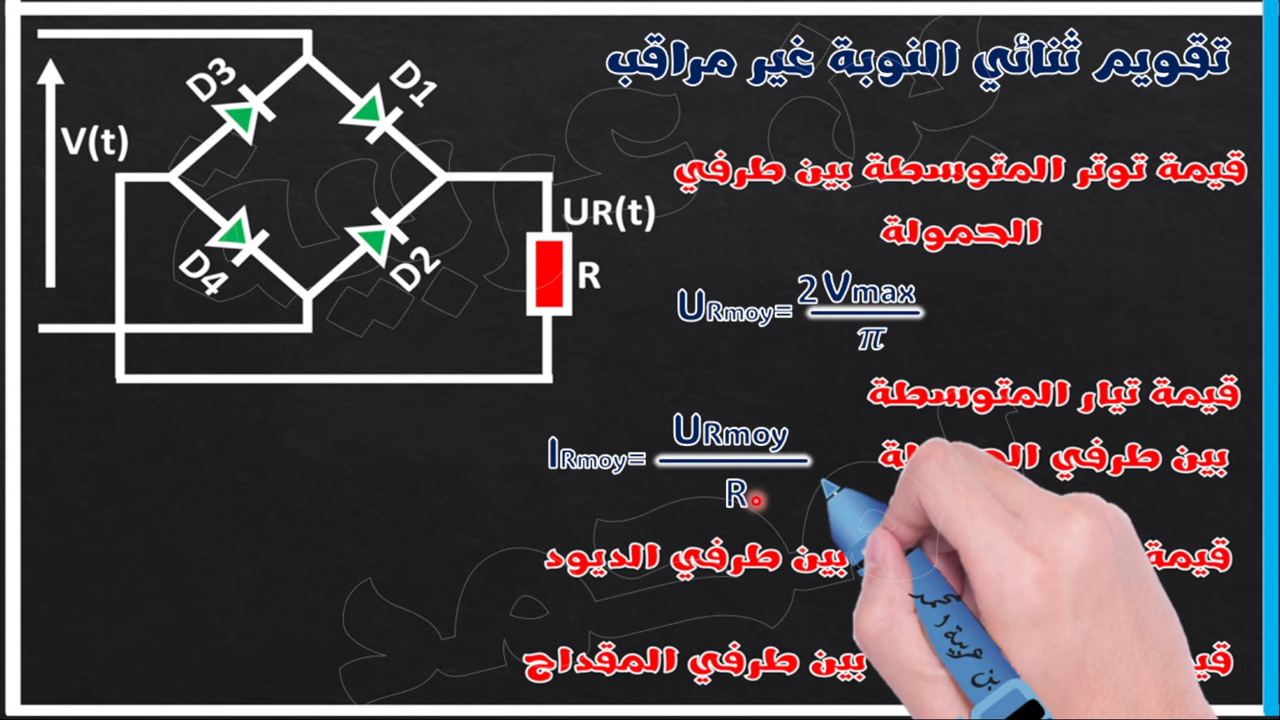 تقويم ثنائي النوبة غير مراقب
D3
D1
V(t)
UR(t)
R
D4
D2
قيمة توتر المتوسطة بين طرفي
الحمولة
URmoy= 2Vmax
π
قيمة تيار المتوسطة
بين طرفي
IRmoy= URmoy
R
قيمة بين طرفي الديود
بين طرفي المقداح